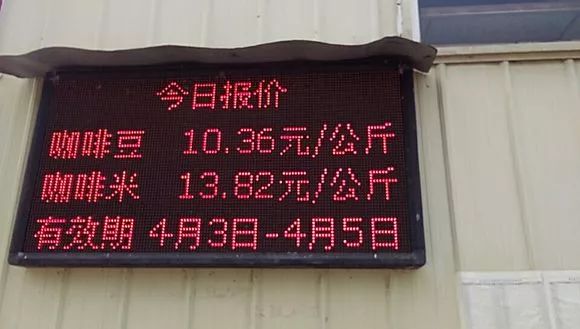 今日报价
咖啡豆 10.36元/公斤
咖啡米 13.82元/公斤
有效期 4月3日-4月5日